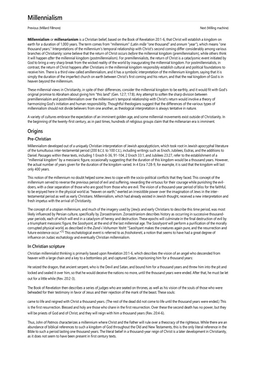 Millennialism
Previous: Millard Fillmore Next: Milling machine
Millennialism or millenarianism is a Christian belief, based on the Book of Revelation 20:1-6, that Christ will establish a kingdom on
earth for a duration of 1,000 years. The term comes from "millennium" (Latin mille "one thousand" and annum "year"), which means "one
thousand years." Interpretations of the millennium's temporal relationship with Christ's second coming differ considerably among various
branches of Christianity: some believe that the return of Christ occurs before the millennial kingdom (premillennialism), while others think
it will happen after the millennial kingdom (postmillennialism). For premillennialists, the return of Christ is a cataclysmic event initiated by
God to bring a very sharp break from the wicked reality of the world by inaugurating the millennial kingdom. For postmillennialists, in
contrast, the return of Christ happens after Christians in the millennial kingdom responsibly establish cultural and political foundations to
receive him. There is a third view called amillennialism, and it has a symbolic interpretation of the millennial kingdom, saying that it is
simply the duration of the imperfect church on earth between Christ's first coming and his return, and that the real kingdom of God is in
heaven beyond the millennium.
These millennial views in Christianity, in spite of their differences, consider the millennial kingdom to be earthly, and it would fit with God's
original promise to Abraham about giving him "this land" (Gen. 12:1-7,18). Any attempt to soften the sharp division between
premillennialism and postmillennialism over the millennium's temporal relationship with Christ's return would involve a theory of
harmonizing God's initiation and human responsibility. Thoughtful theologians suggest that the differences of the various types of
millennialism should not divide believers from one another, as theological interpretation is always tentative in nature.
A variety of cultures embrace the expectation of an imminent golden age, and some millennial movements exist outside of Christianity. In
the beginning of the twenty-first century, as in past times, hundreds of religious groups claim that the millennial era is imminent.
Origins
Pre-Christian
Millennialism developed out of a uniquely Christian interpretation of Jewish apocalypticism, which took root in Jewish apocryphal literature
of the tumultuous intertestamental period (200 B.C.E. to 100 C.E.), including writings such as Enoch, Jubilees, Esdras, and the additions to
Daniel. Passages within these texts, including 1 Enoch 6-36, 91-104, 2 Enoch 33:1, and Jubilees 23:27, refer to the establishment of a
"millennial kingdom" by a messianic figure, occasionally suggesting that the duration of this kingdom would be a thousand years. However,
the actual number of years given for the duration of the kingdom varied. In 4 Ezra 7:28-9, for example, it is said that the kingdom will last
only 400 years.
This notion of the millennium no doubt helped some Jews to cope with the socio-political conflicts that they faced. This concept of the
millennium aimed to reverse the previous period of evil and suffering, rewarding the virtuous for their courage while punishing the evil-
doers, with a clear separation of those who are good from those who are evil. The vision of a thousand-year period of bliss for the faithful,
to be enjoyed here in the physical world as "heaven on earth," exerted an irresistible power over the imagination of Jews in the inter-
testamental period as well as early Christians. Millennialism, which had already existed in Jewish thought, received a new interpretation and
fresh impetus with the arrival of Christianity.
The concept of a utopian millennium, and much of the imagery used by Jews and early Christians to describe this time period, was most
likely influenced by Persian culture, specifically by Zoroastrianism. Zoroastrianism describes history as occurring in successive thousand-
year periods, each of which will end in a cataclysm of heresy and destruction. These epochs will culminate in the final destruction of evil by
a triumphant messianic figure, the Saoshyant, at the end of the last millennial age. The Saoshyant will perform a purification of the morally
corrupted physical world, as described in the Zand-i Vohuman Yasht: "Saoshyant makes the creatures again pure, and the resurrection and
future existence occur." This eschatological event is referred to as frashokereti, a notion that seems to have had a great degree of
influence on Judaic eschatology and eventually Christian millennialism.
In Christian scripture
Christian millennialist thinking is primarily based upon Revelation 20:1-6, which describes the vision of an angel who descended from
heaven with a large chain and a key to a bottomless pit, and captured Satan, imprisoning him for a thousand years:
He seized the dragon, that ancient serpent, who is the Devil and Satan, and bound him for a thousand years and threw him into the pit and
locked and sealed it over him, so that he would deceive the nations no more, until the thousand years were ended. After that, he must be let
out for a little while (Rev. 20:2-3).
The Book of Revelation then describes a series of judges who are seated on thrones, as well as his vision of the souls of those who were
beheaded for their testimony in favor of Jesus and their rejection of the mark of the beast. These souls:
came to life and reigned with Christ a thousand years. (The rest of the dead did not come to life until the thousand years were ended.) This
is the first resurrection. Blessed and holy are those who share in the first resurrection. Over these the second death has no power, but they
will be priests of God and of Christ, and they will reign with him a thousand years (Rev. 20:4-6).
Thus, John of Patmos characterizes a millennium where Christ and the Father will rule over a theocracy of the righteous. While there are an
abundance of biblical references to such a kingdom of God throughout the Old and New Testaments, this is the only literal reference in the
Bible to such a period lasting one thousand years. The literal belief in a thousand-year reign of Christ is a later development in Christianity,
as it does not seem to have been present in first century texts.